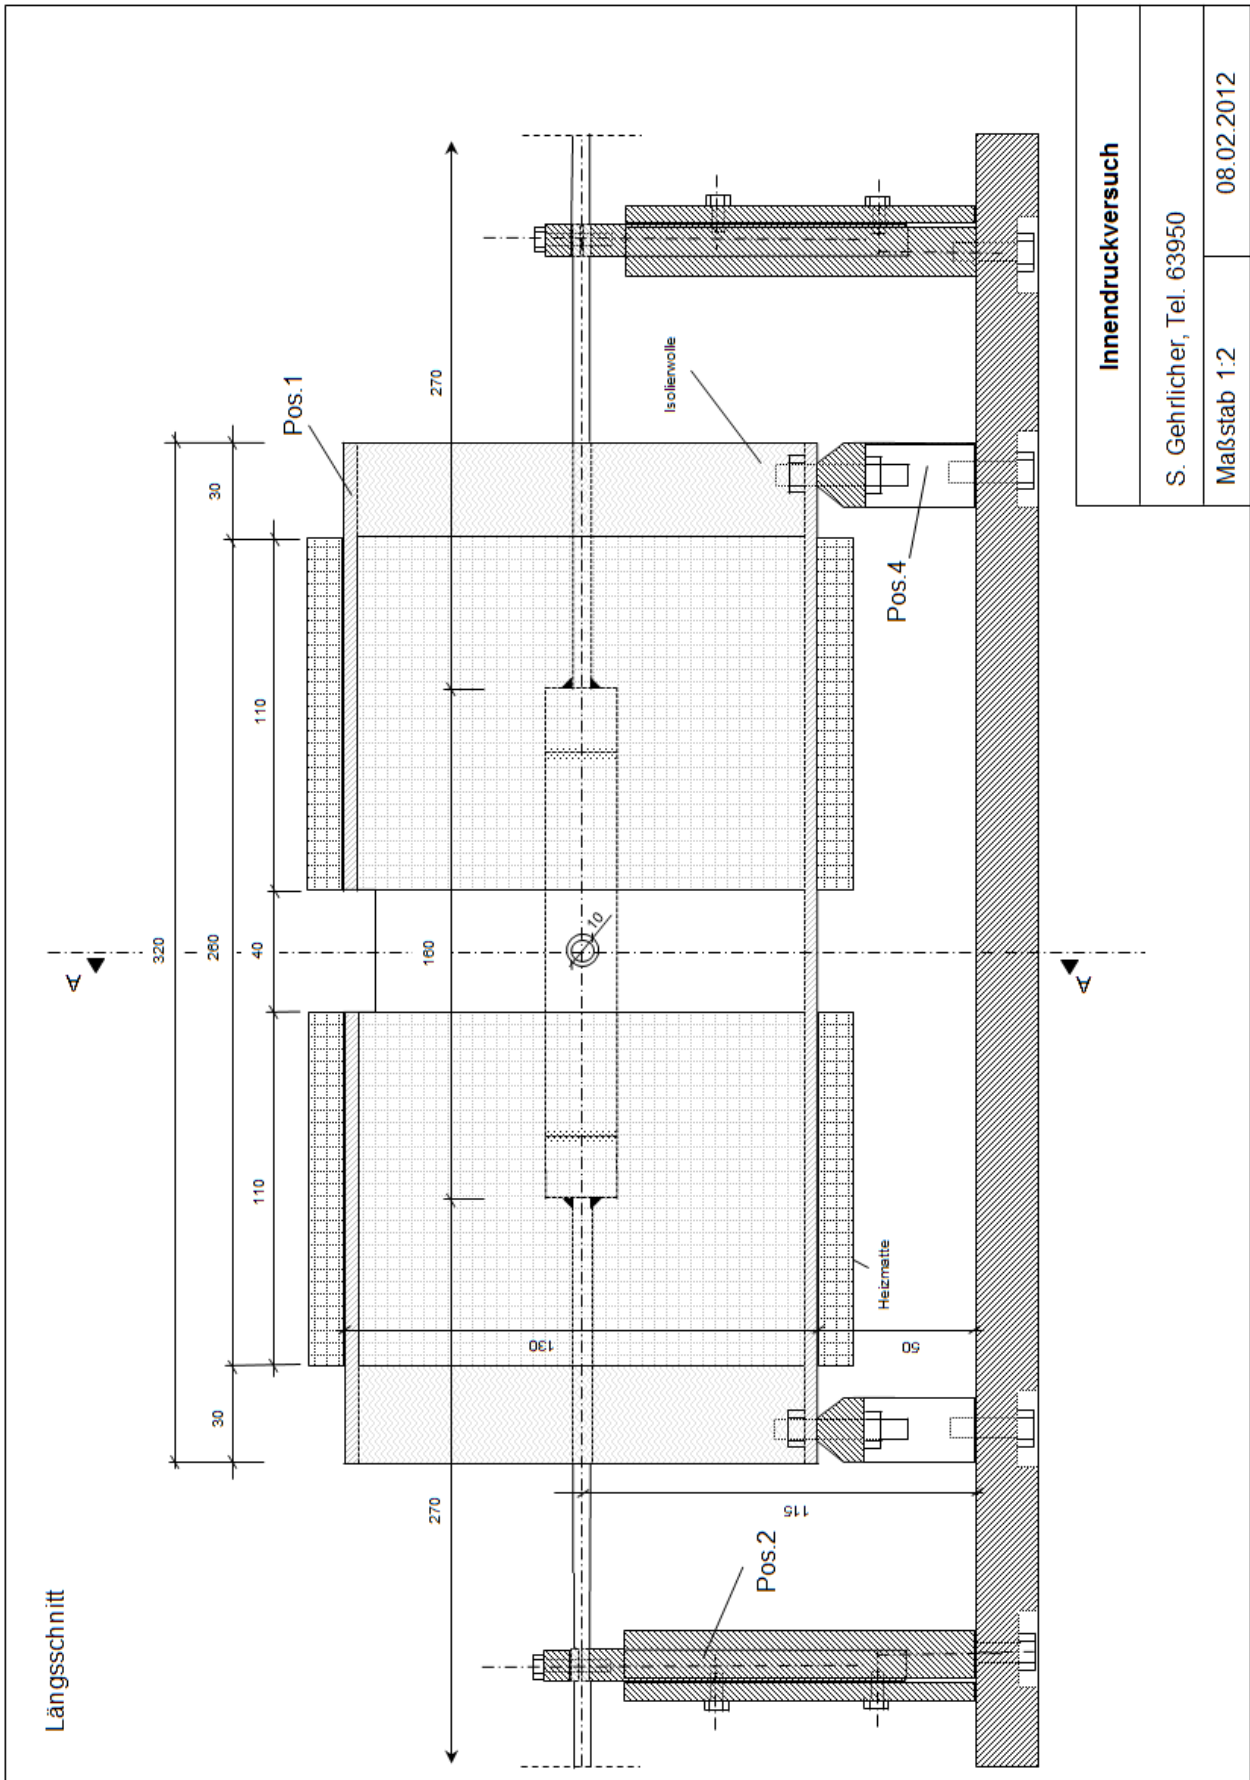 Längsschnitt
320
30
260
30
110
40
110
270
160
270
10
Pos.1
Isolierwolle
130
50
115
Heizmatte
Pos.4
Pos.2
A
A
Innendruckversuch
S. Gehrlicher, Tel. 63950
Maßstab 1:2
08.02.2012